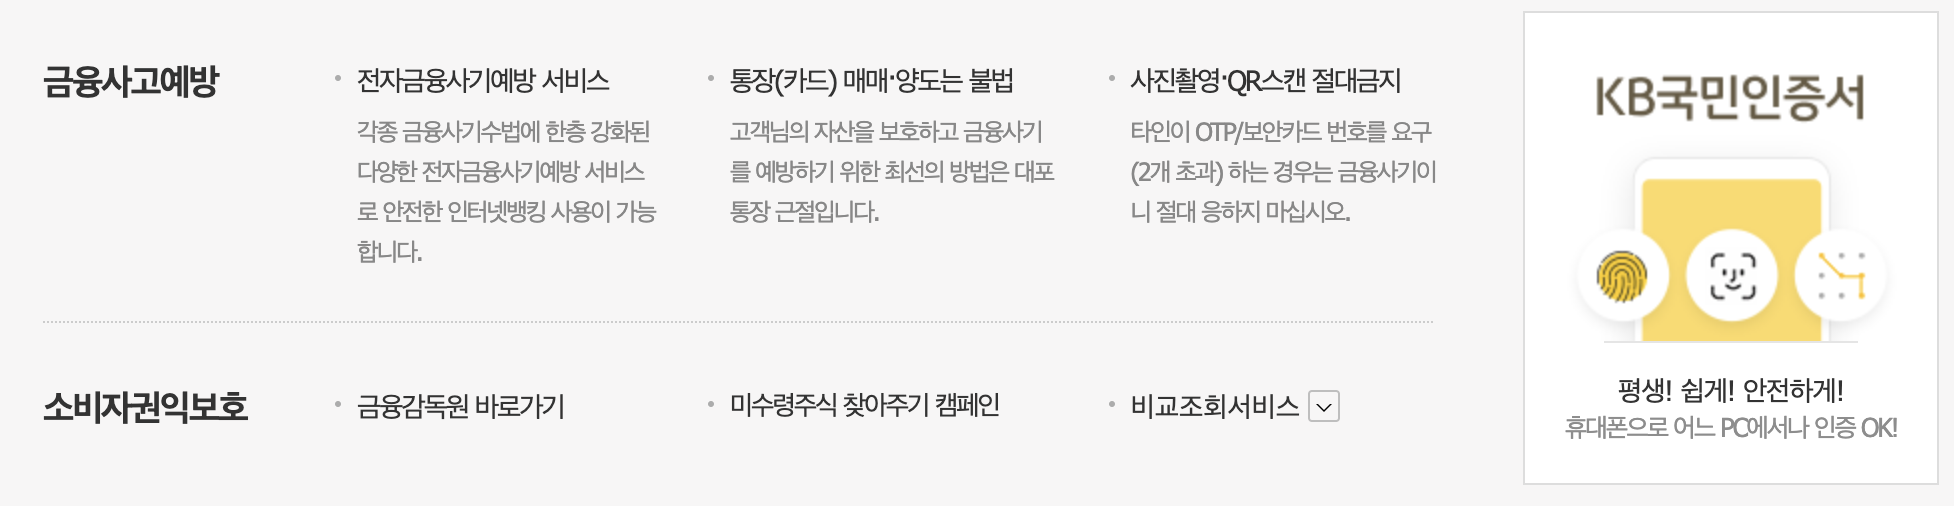 금융사고예방
전자금융사기예방 서비스
각종 금융사기수법에 한층 강화된
다양한 전자금융사기예방 서비스
로 안전한 인터넷뱅킹 사용이 가능
합니다.
통장(카드) 매매·양도는 불법
고객님의 자산을 보호하고 금융사기
를 예방하기 위한 최선의 방법은 대포
통장 근절입니다.
사진촬영·QR스캔 절대금지
타인이 OTP/보안카드 번호를 요구
(2개 초과) 하는 경우는 금융사기이
니 절대 응하지 마십시오.
소비자권익보호
금융감독원 바로가기
미수령주식 찾아주기 캠페인
비교조회서비스
KB국민인증서
평생! 쉽게! 안전하게!
휴대폰으로 어느 PC에서나 인증 OK!